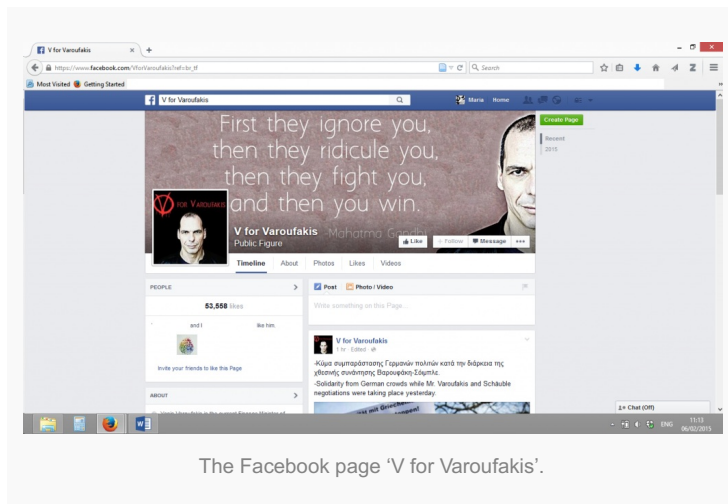 V for Varoufakis
https://www.facebook.com/VforVaroufakis?ref=br_tf
Search
Most Visited Getting Started
V for Varoufakis
Maria Home
First they ignore you,
then they ridicule you,
then they fight you,
and then you win.
-Mahatma Gandhi
V FOR VAROUFAKIS
V for Varoufakis
Public Figure
Like Follow Message
Create Page
Recent
2015
Timeline About Photos Likes Videos
PEOPLE
53,558 likes
and I like him.
Invite your friends to like this Page
ABOUT
Post Photo / Video
Write something on this Page...
V for Varoufakis
1 hr · Edited
-Κύμα συμπαράστασης Γερμανών πολιτών κατά την διάρκεια της
χθεσινής συνάντησης Βαρουφάκη-Σόιμπλε.
-Solidarity from German crowds while Mr. Varoufakis and Schäuble
negotiations were taking place yesterday.
Chat (Off)
ENG
11:13
06/02/2015
The Facebook page ‘V for Varoufakis’.